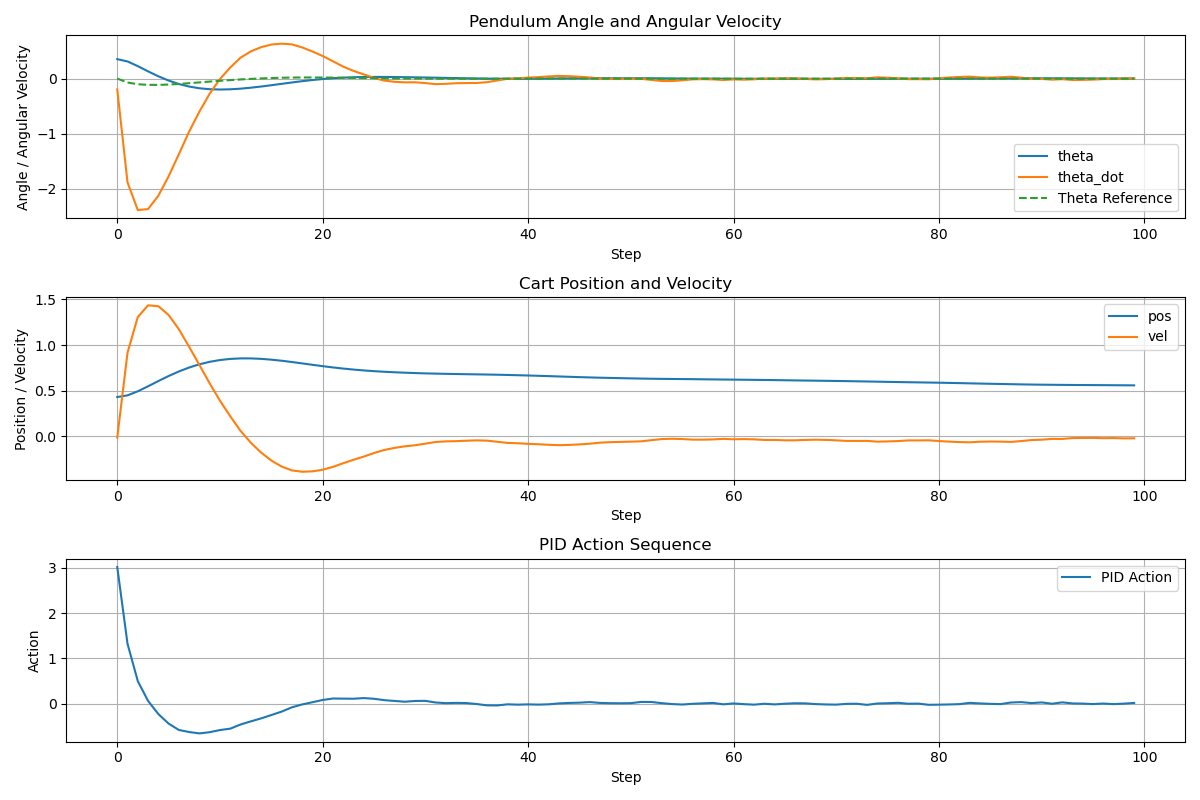 Pendulum Angle and Angular Velocity
Angle / Angular Velocity
0
−1
−2
theta
theta_dot
Theta Reference
0 20 40 60 80 100
Step
Cart Position and Velocity
Position / Velocity
1.5
1.0
0.5
0.0
pos
vel
0 20 40 60 80 100
Step
PID Action Sequence
Action
3
2
1
0
PID Action
0 20 40 60 80 100
Step